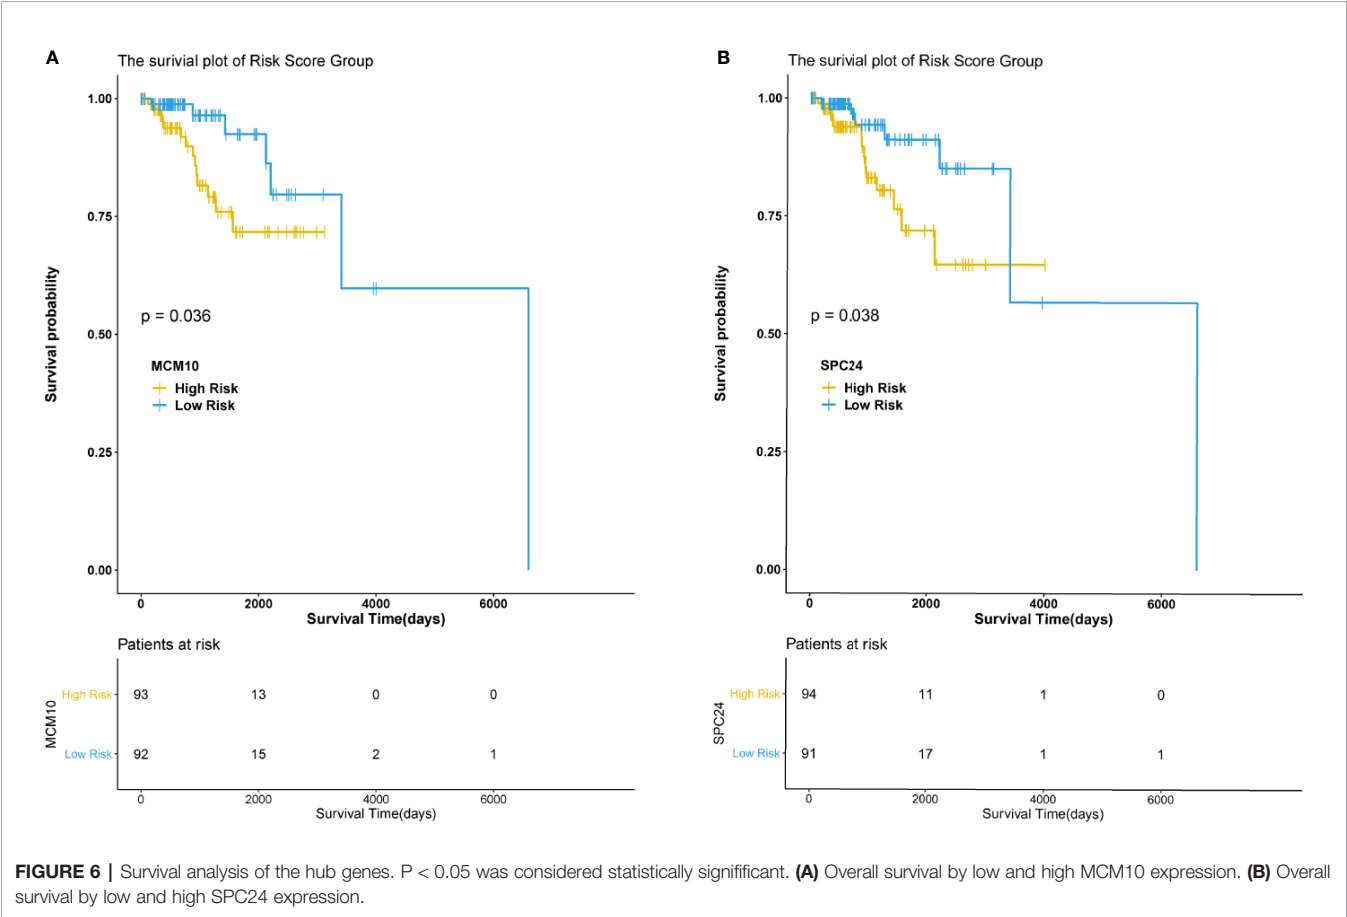 A
The surivial plot of Risk Score Group
1.00
0.75
0.50
0.25
0.00
Survival probability
p = 0.036
MCM10
High Risk
Low Risk
0 2000 4000 6000
Survival Time(days)
Patients at risk
MCM10
High Risk 93 13 0 0
Low Risk 92 15 2 1
0 2000 4000 6000
Survival Time(days)
B
The surivial plot of Risk Score Group
1.00
0.75
0.50
0.25
0.00
Survival probability
p = 0.038
SPC24
High Risk
Low Risk
0 2000 4000 6000
Survival Time(days)
Patients at risk
SPC24
High Risk 94 11 1 0
Low Risk 91 17 1 1
0 2000 4000 6000
Survival Time(days)
FIGURE 6 | Survival analysis of the hub genes. P < 0.05 was considered statistically signifificant. (A) Overall survival by low and high MCM10 expression. (B) Overall
survival by low and high SPC24 expression.